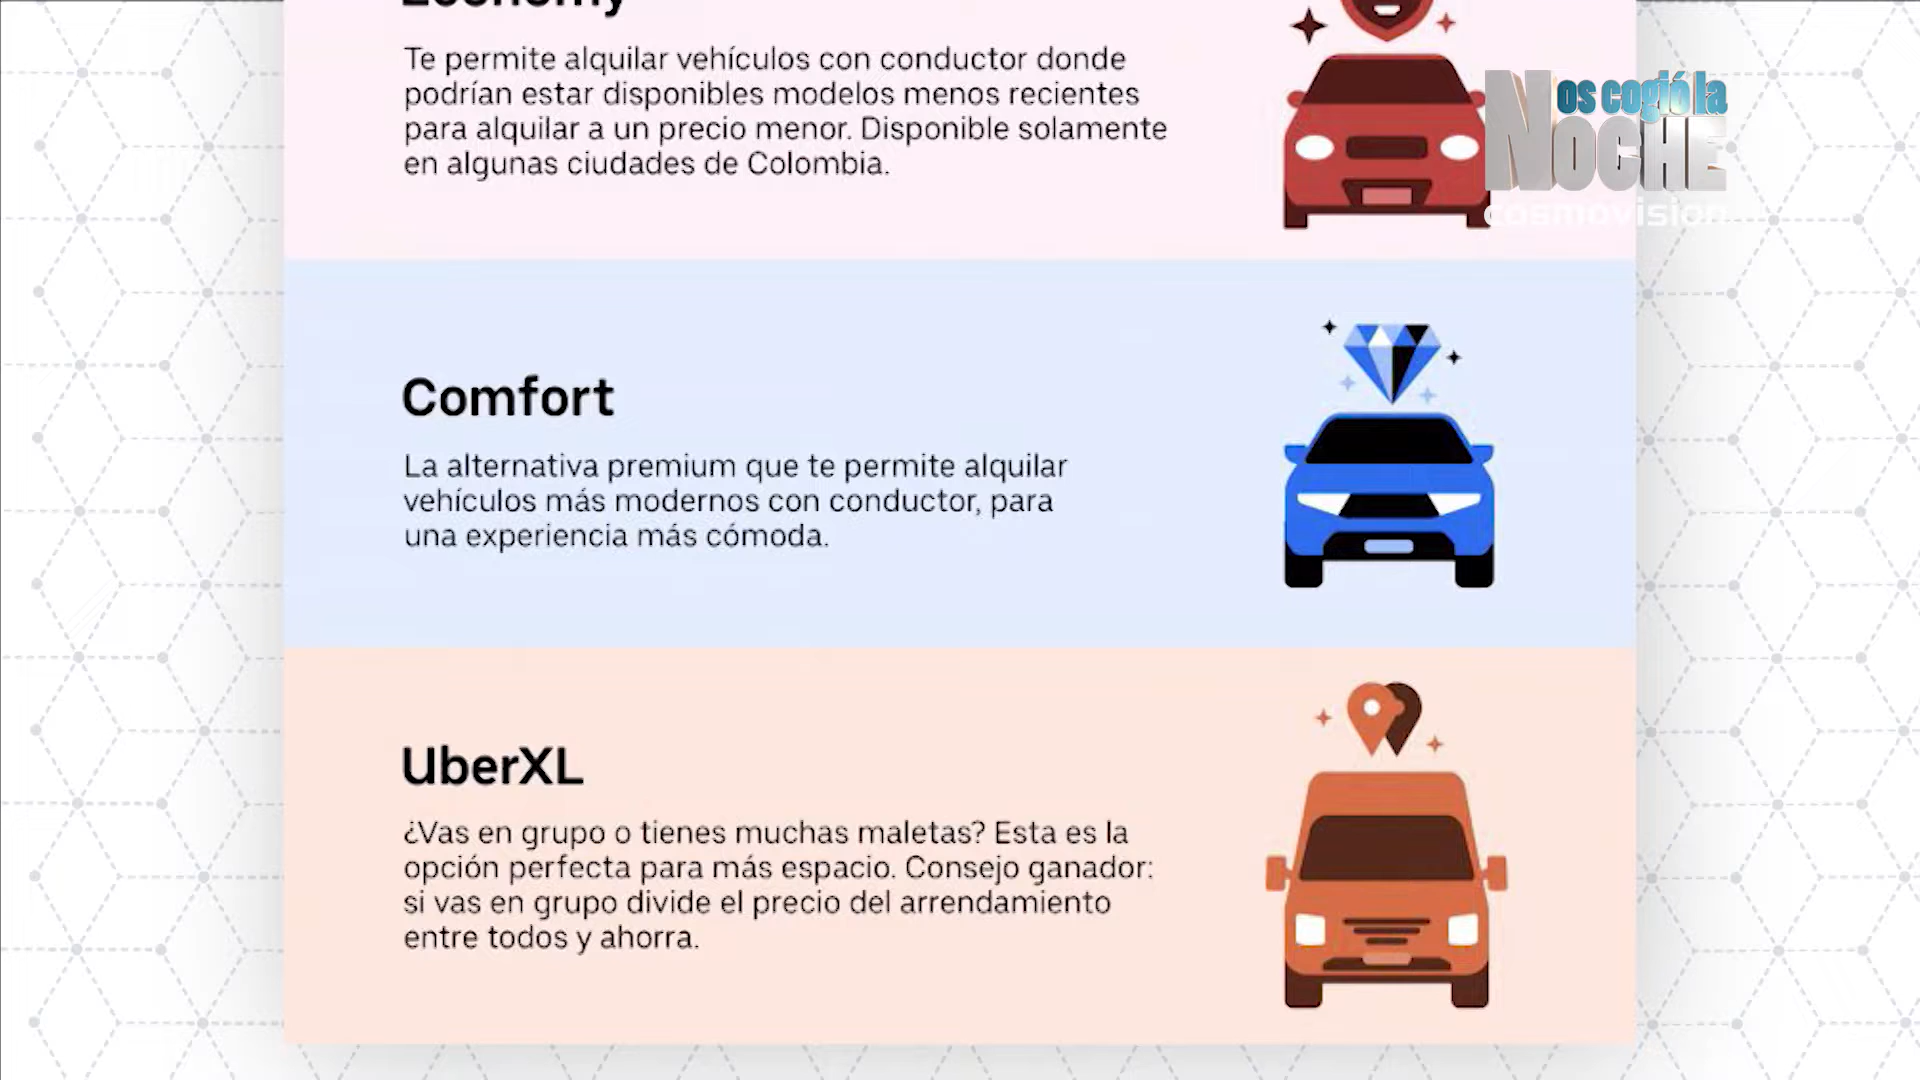 Economy
Te permite alquilar vehículos con conductor donde
podrían estar disponibles modelos menos recientes
para alquilar a un precio menor. Disponible solamente
en algunas ciudades de Colombia.
Nos cogió la
NOCHE
cosmovision
Comfort
La alternativa premium que te permite alquilar
vehículos más modernos con conductor, para
una experiencia más cómoda.
UberXL
¿Vas en grupo o tienes muchas maletas? Esta es la
opción perfecta para más espacio. Consejo ganador:
si vas en grupo divide el precio del arrendamiento
entre todos y ahorra.